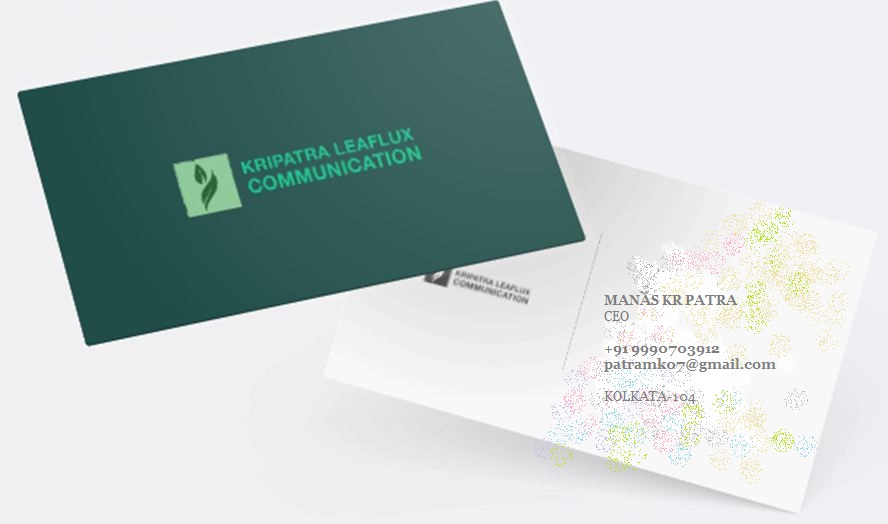 KRIPATRA LEAFLUX
COMMUNICATION
KRIPATRA LEAFLUX
COMMUNICATION
MANAS KR PATRA
CEO
+91 9990703912
patramk07@gmail.com
KOLKATA-104